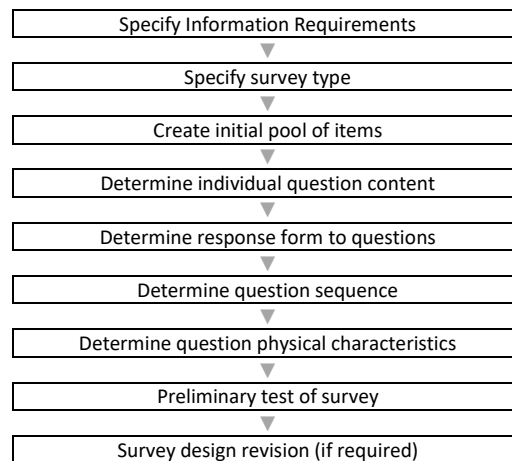 Specify Information Requirements
Specify survey type
Create initial pool of items
Determine individual question content
Determine response form to questions
Determine question sequence
Determine question physical characteristics
Preliminary test of survey
Survey design revision (if required)